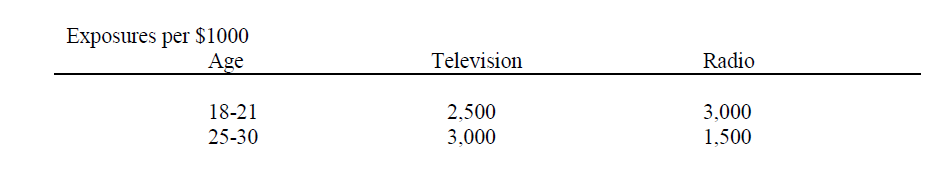 Exposures per $1000
Age Television Radio
18-21 2,500 3,000
25-30 3,000 1,500